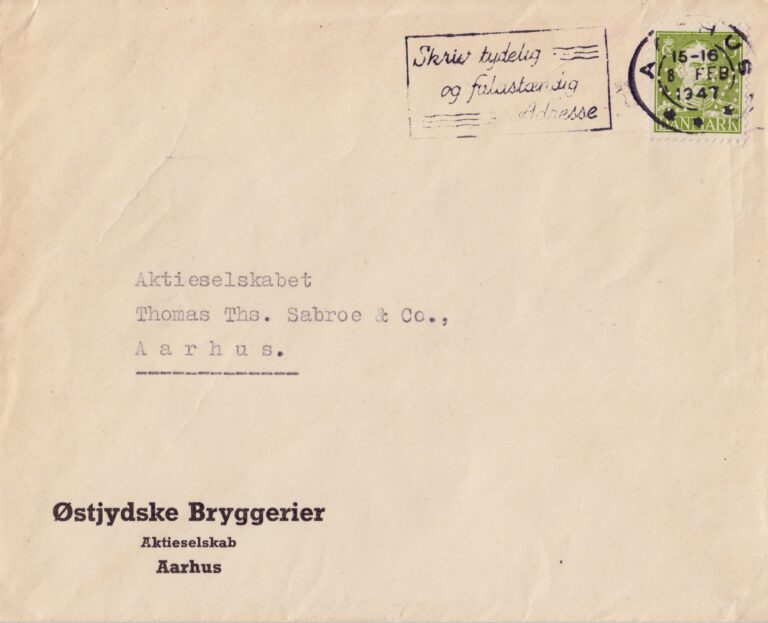 Skriv tydelig
og fuldstændig
Adresse
15-16
8 FEB.
1947
DANMARK
Aktieselskabet
Thomas Ths. Sabroe & Co.,
Aarhus.
Østjydske Bryggerier
Aktieselskab
Aarhus